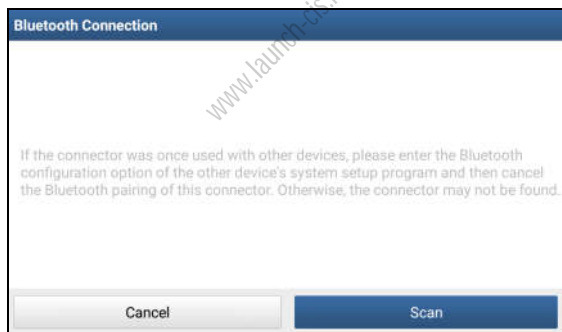 Bluetooth Connection
www.launch-cis.
If the connector was once used with other devices, please enter the Bluetooth
configuration option of the other device's system setup program and then cancel
the Bluetooth pairing of this connector. Otherwise, the connector may not be found.
Cancel
Scan